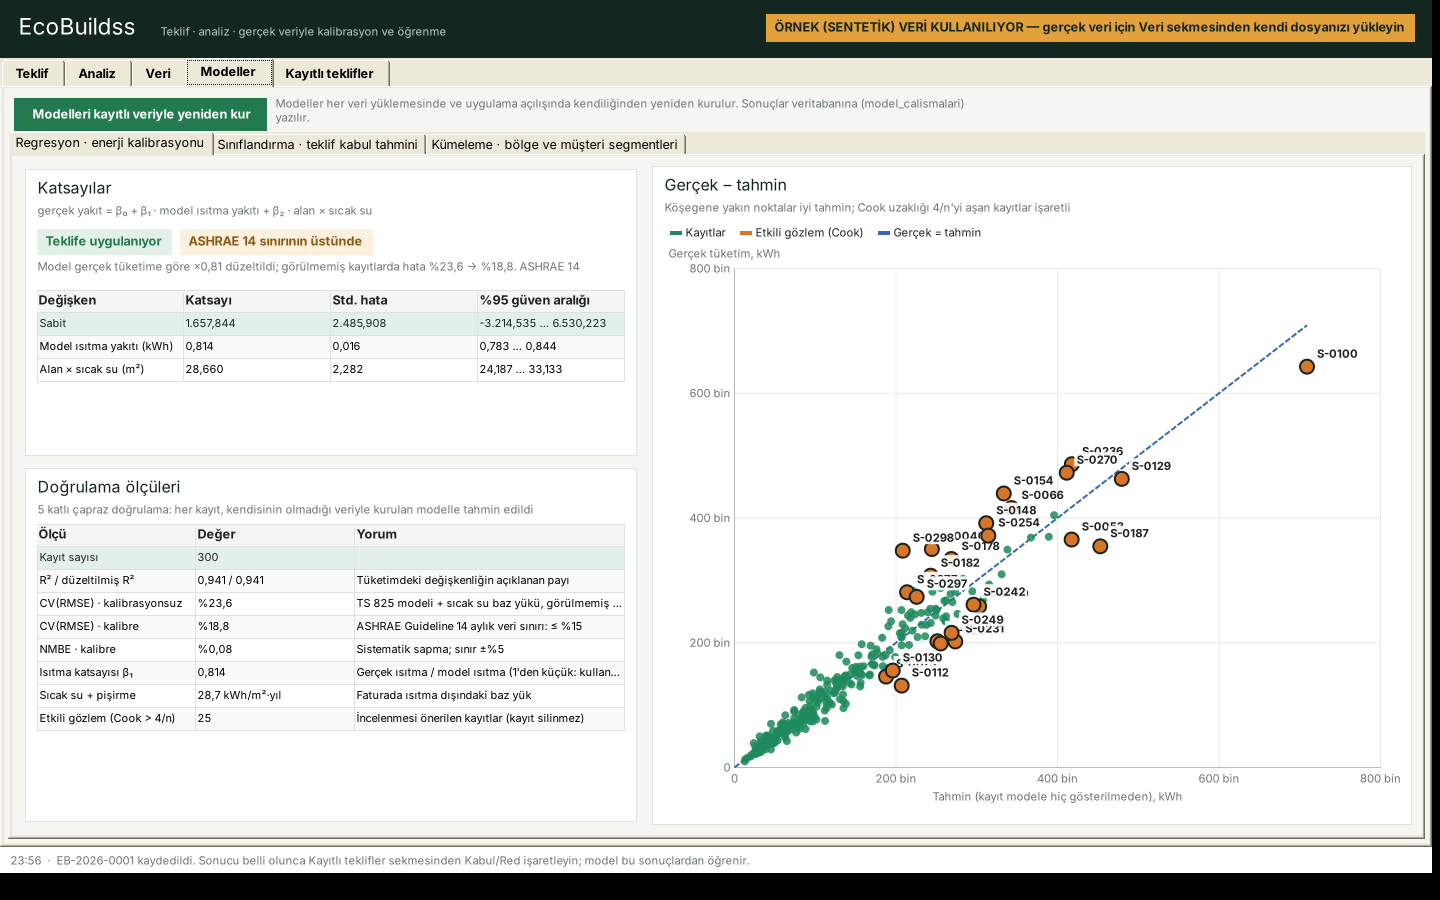 EcoBuildss
Teklif · analiz · gerçek veriyle kalibrasyon ve öğrenme
ÖRNEK (SENTETİK) VERİ KULLANILIYOR — gerçek veri için Veri sekmesinden kendi dosyanızı yükleyin
Teklif
Analiz
Veri
Modeller
Kayıtlı teklifler
Modelleri kayıtlı veriyle yeniden kur
Modeller her veri yüklemesinde ve uygulama açılışında kendiliğinden yeniden kurulur. Sonuçlar veritabanına (model_calismalari)
yazılır.
Regresyon · enerji kalibrasyonu
Sınıflandırma · teklif kabul tahmini
Kümeleme · bölge ve müşteri segmentleri
Katsayılar
gerçek yakıt = β₀ + β₁ · model ısıtma yakıtı + β₂ · alan × sıcak su
Teklife uygulanıyor
ASHRAE 14 sınırının üstünde
Model gerçek tüketime göre ×0,81 düzeltildi; görülmemiş kayıtlarda hata %23,6 → %18,8. ASHRAE 14
Değişken Katsayı Std. hata %95 güven aralığı
Sabit 1.657,844 2.485,908 -3.214,535 … 6.530,223
Model ısıtma yakıtı (kWh) 0,814 0,016 0,783 … 0,844
Alan × sıcak su (m²) 28,660 2,282 24,187 … 33,133
Doğrulama ölçüleri
5 katlı çapraz doğrulama: her kayıt, kendisinin olmadığı veriyle kurulan modelle tahmin edildi
Ölçü Değer Yorum
Kayıt sayısı 300
R² / düzeltilmiş R² 0,941 / 0,941 Tüketimdeki değişkenliğin açıklanan payı
CV(RMSE) · kalibrasyonsuz %23,6 TS 825 modeli + sıcak su baz yükü, görülmemiş ...
CV(RMSE) · kalibre %18,8 ASHRAE Guideline 14 aylık veri sınırı: ≤ %15
NMBE · kalibre %0,08 Sistematik sapma; sınır ±%5
Isıtma katsayısı β₁ 0,814 Gerçek ısıtma / model ısıtma (1'den küçük: kullan...
Sıcak su + pişirme 28,7 kWh/m²·yıl Faturada ısıtma dışındaki baz yük
Etkili gözlem (Cook > 4/n) 25 İncelenmesi önerilen kayıtlar (kayıt silinmez)
Gerçek – tahmin
Köşegene yakın noktalar iyi tahmin; Cook uzaklığı 4/n'yi aşan kayıtlar işaretli
Kayıtlar
Etkili gözlem (Cook)
Gerçek = tahmin
Gerçek tüketim, kWh
800 bin
600 bin
400 bin
200 bin
0
S-0100
S-0236
S-0270
S-0129
S-0154
S-0066
S-0148
S-0254
S-0187
S-0298
S-0178
S-0182
S-0297
S-0242
S-0249
S-0231
S-0130
S-0112
0
200 bin
400 bin
600 bin
800 bin
Tahmin (kayıt modele hiç gösterilmeden), kWh
23:56 · EB-2026-0001 kaydedildi. Sonucu belli olunca Kayıtlı teklifler sekmesinden Kabul/Red işaretleyin; model bu sonuçlardan öğrenir.